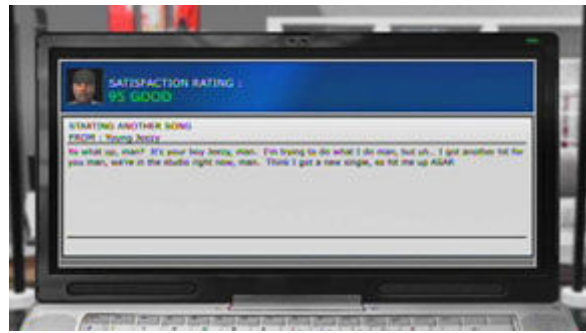 SATISFACTION RATING :
95 GOOD
STARTING ANOTHER SONG
FROM : Young Jeezy
Yo what up, man? It's your boy Jeezy, man. I'm trying to do what I do man, but uh.. I got another hit for
you man, we're in the studio right now, man. Think I got a new single, so hit me up ASAP.